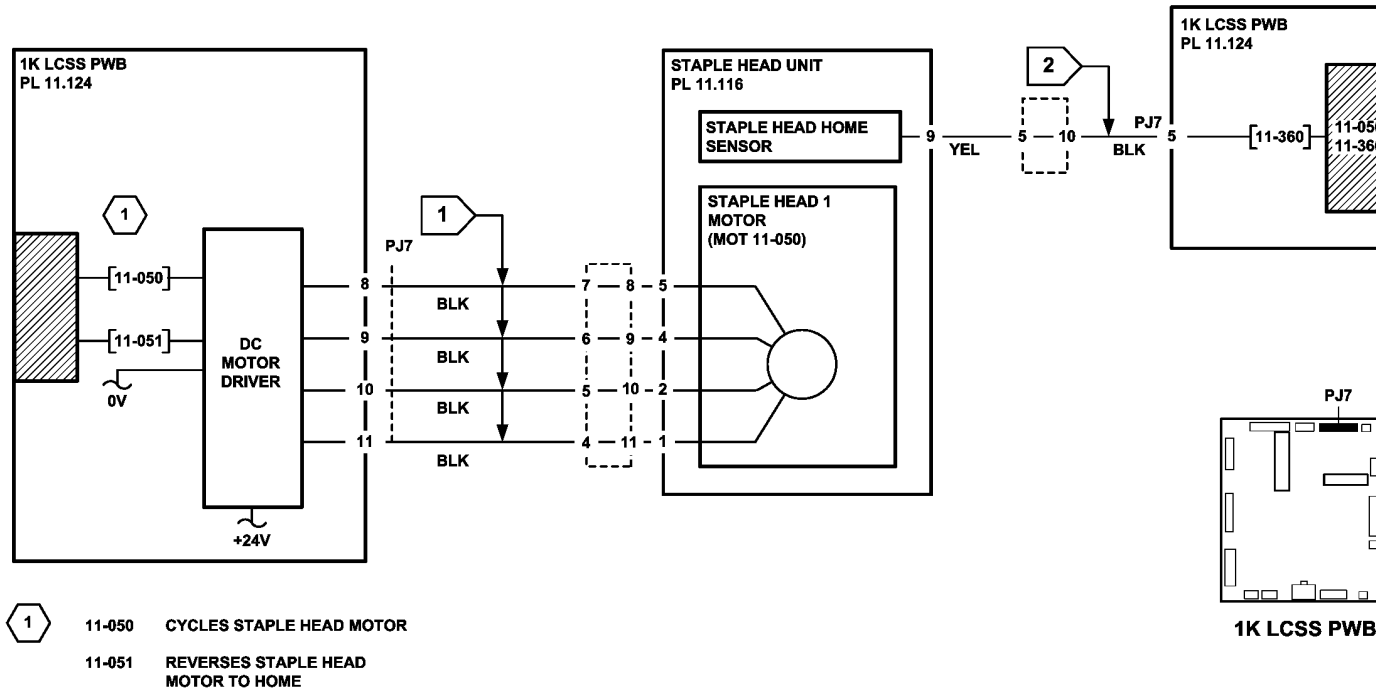 1K LCSS PWB
PL 11.124
1
[11-050]
[11-051]
0V
DC
MOTOR
DRIVER
+24V
8
9
10
11
PJ7
1
BLK
BLK
BLK
BLK
7 8 5
6 9 4
5 10 2
4 11 1
STAPLE HEAD UNIT
PL 11.116
STAPLE HEAD HOME
SENSOR
STAPLE HEAD 1
MOTOR
(MOT 11-050)
9
YEL
5 10
2
BLK
PJ7
5
1K LCSS PWB
PL 11.124
[11-360]
11-05
11-36
PJ7
1K LCSS PWB
1
11-050 CYCLES STAPLE HEAD MOTOR
11-051 REVERSES STAPLE HEAD
MOTOR TO HOME